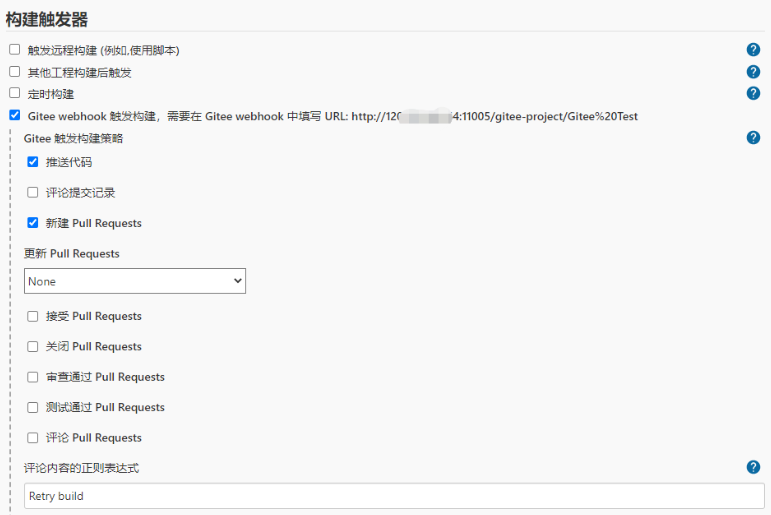 构建触发器
触发远程构建 (例如,使用脚本)
其他工程构建后触发
定时构建
Gitee webhook 触发构建，需要在 Gitee webhook 中填写 URL: http://120 4:11005/gitee-project/Gitee%20Test
Gitee 触发构建策略
推送代码
评论提交记录
新建 Pull Requests
更新 Pull Requests
None
接受 Pull Requests
关闭 Pull Requests
审查通过 Pull Requests
测试通过 Pull Requests
评论 Pull Requests
评论内容的正则表达式
Retry build